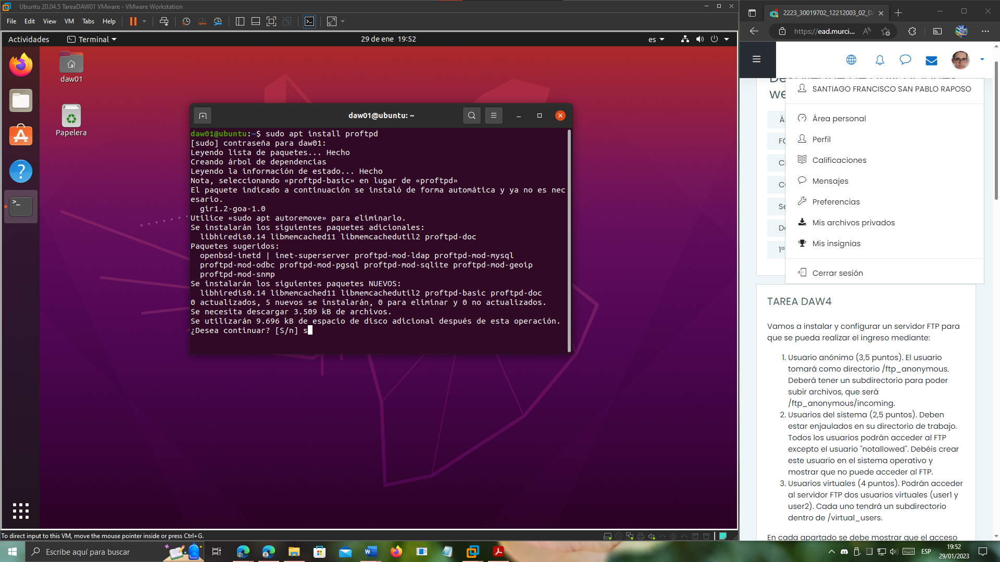 Ubuntu 20.04.5 TareaDAW01 VMware - VMware Workstation
File Edit View VM Tabs Help
Actividades
Terminal
29 de ene 19:52
es
daw01
Papelera
daw01@ubuntu: ~
daw01@ubuntu:~$ sudo apt install proftpd
[sudo] contraseña para daw01:
Leyendo lista de paquetes... Hecho
Creando árbol de dependencias
Leyendo la información de estado... Hecho
Nota, seleccionando «proftpd-basic» en lugar de «proftpd»
El paquete indicado a continuación se instaló de forma automática y ya no es nec
esario.
gir1.2-goa-1.0
Utilice «sudo apt autoremove» para eliminarlo.
Se instalarán los siguientes paquetes adicionales:
libhiredis0.14 libmemcached11 libmemcachedutil2 proftpd-doc
Paquetes sugeridos:
openbsd-inetd | inet-superserver proftpd-mod-ldap proftpd-mod-mysql
proftpd-mod-odbc proftpd-mod-pgsql proftpd-mod-sqlite proftpd-mod-geoip
proftpd-mod-snmp
Se instalarán los siguientes paquetes NUEVOS:
libhiredis0.14 libmemcached11 libmemcachedutil2 proftpd-basic proftpd-doc
0 actualizados, 5 nuevos se instalarán, 0 para eliminar y 0 no actualizados.
Se necesita descargar 3.509 kB de archivos.
Se utilizarán 9.696 kB de espacio de disco adicional después de esta operación.
¿Desea continuar? [S/n] s
To direct input to this VM, move the mouse pointer inside or press Ctrl+G.
2223_30019702_12212003_02_D
https://ead.murci...
we
SANTIAGO FRANCISCO SAN PABLO RAPOSO
Área personal
Perfil
Calificaciones
Mensajes
Preferencias
Mis archivos privados
Mis insignias
Cerrar sesión
TAREA DAW4
Vamos a instalar y configurar un servidor FTP para
que se pueda realizar el ingreso mediante:
1. Usuario anónimo (3,5 puntos). El usuario
tomará como directorio /ftp_anonymous.
Deberá tener un subdirectorio para poder
subir archivos, que será
/ftp_anonymous/incoming.
2. Usuarios del sistema (2,5 puntos). Deben
estar enjaulados en su directorio de trabajo.
Todos los usuarios podrán acceder al FTP
excepto el usuario "notallowed". Debéis crear
este usuario en el sistema operativo y
mostrar que no puede acceder al FTP.
3. Usuarios virtuales (4 puntos). Podrán acceder
al servidor FTP dos usuarios virtuales (user1 y
user2). Cada uno tendrá un subdirectorio
dentro de /virtual_users.
En cada apartado se debe mostrar que el acceso
Escribe aquí para buscar
ESP
19:52
29/01/2023